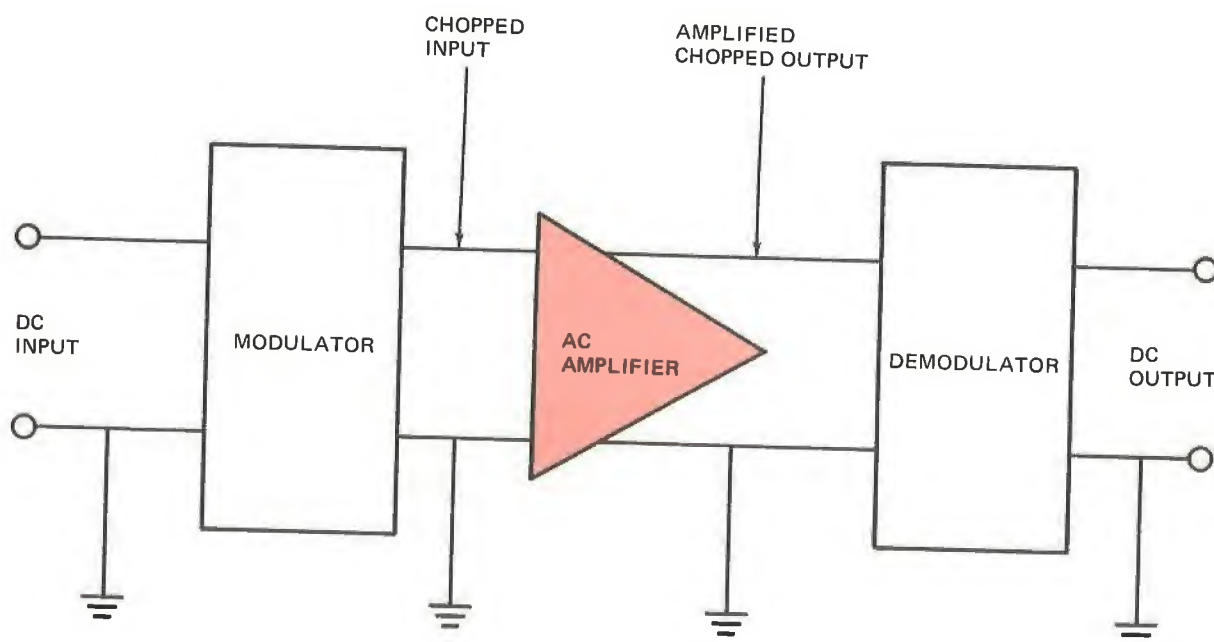 CHOPPED
INPUT
AMPLIFIED
CHOPPED OUTPUT
DC
INPUT
MODULATOR
AC
AMPLIFIER
DEMODULATOR
DC
OUTPUT